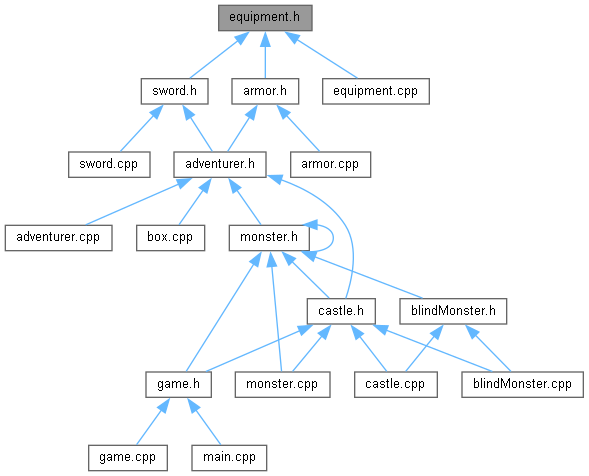 equipment.h
sword.h
armor.h
equipment.cpp
sword.cpp
adventurer.h
armor.cpp
adventurer.cpp
box.cpp
monster.h
castle.h
blindMonster.h
game.h
monster.cpp
castle.cpp
blindMonster.cpp
game.cpp
main.cpp